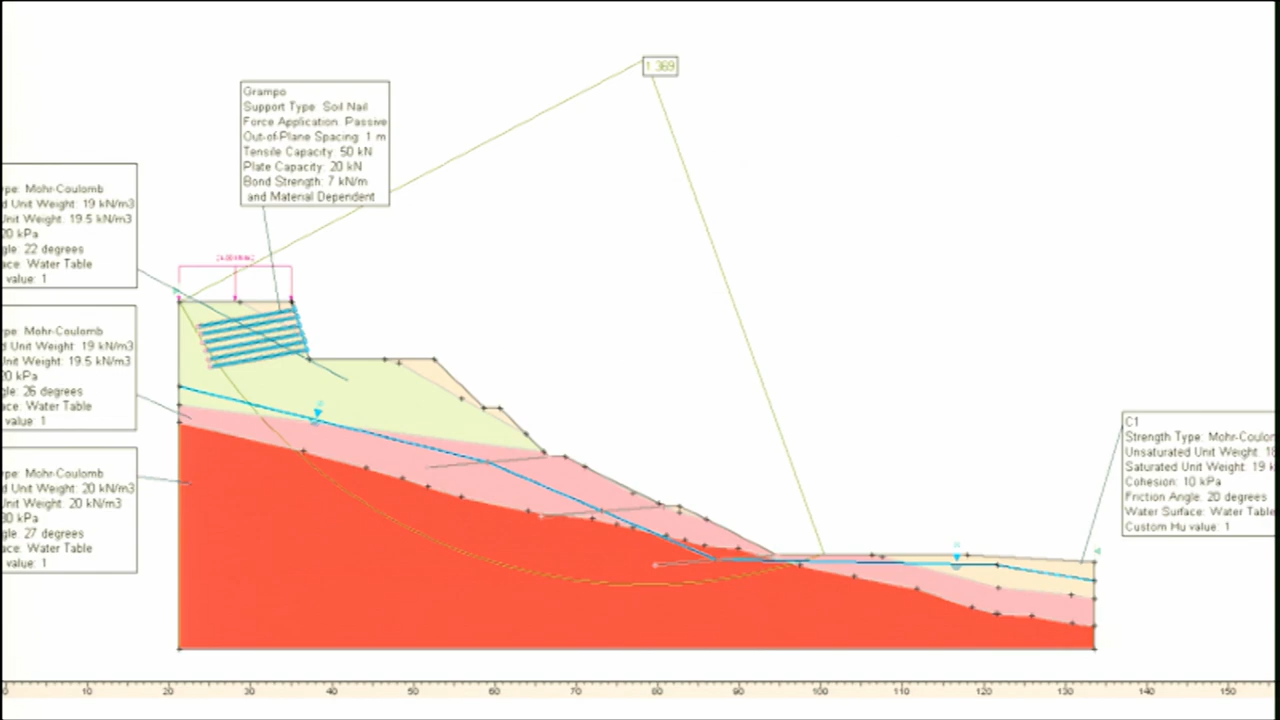 1.369
Grampo
Support Type: Soil Nail
Force Application: Passive
Out-of-Plane Spacing: 1 m
Tensile Capacity: 50 kN
Plate Capacity: 20 kN
Bond Strength: 7 kN/m
and Material Dependent
ype: Mohr-Coulomb
d Unit Weight: 19 kN/m3
Unit Weight: 19.5 kN/m3
20 kPa
gle: 22 degrees
ace: Water Table
value: 1
ype: Mohr-Coulomb
d Unit Weight: 19 kN/m3
Unit Weight: 19.5 kN/m3
20 kPa
gle: 26 degrees
ace: Water Table
value: 1
ype: Mohr-Coulomb
d Unit Weight: 20 kN/m3
Unit Weight: 20 kN/m3
30 kPa
gle: 27 degrees
ace: Water Table
value: 1
C1
Strength Type: Mohr-Coulon
Unsaturated Unit Weight: 18
Saturated Unit Weight: 19 k
Cohesion: 10 kPa
Friction Angle: 20 degrees
Water Surface: Water Table
Custom Hu value: 1
0 10 20 30 40 50 60 70 80 90 100 110 120 130 140 150